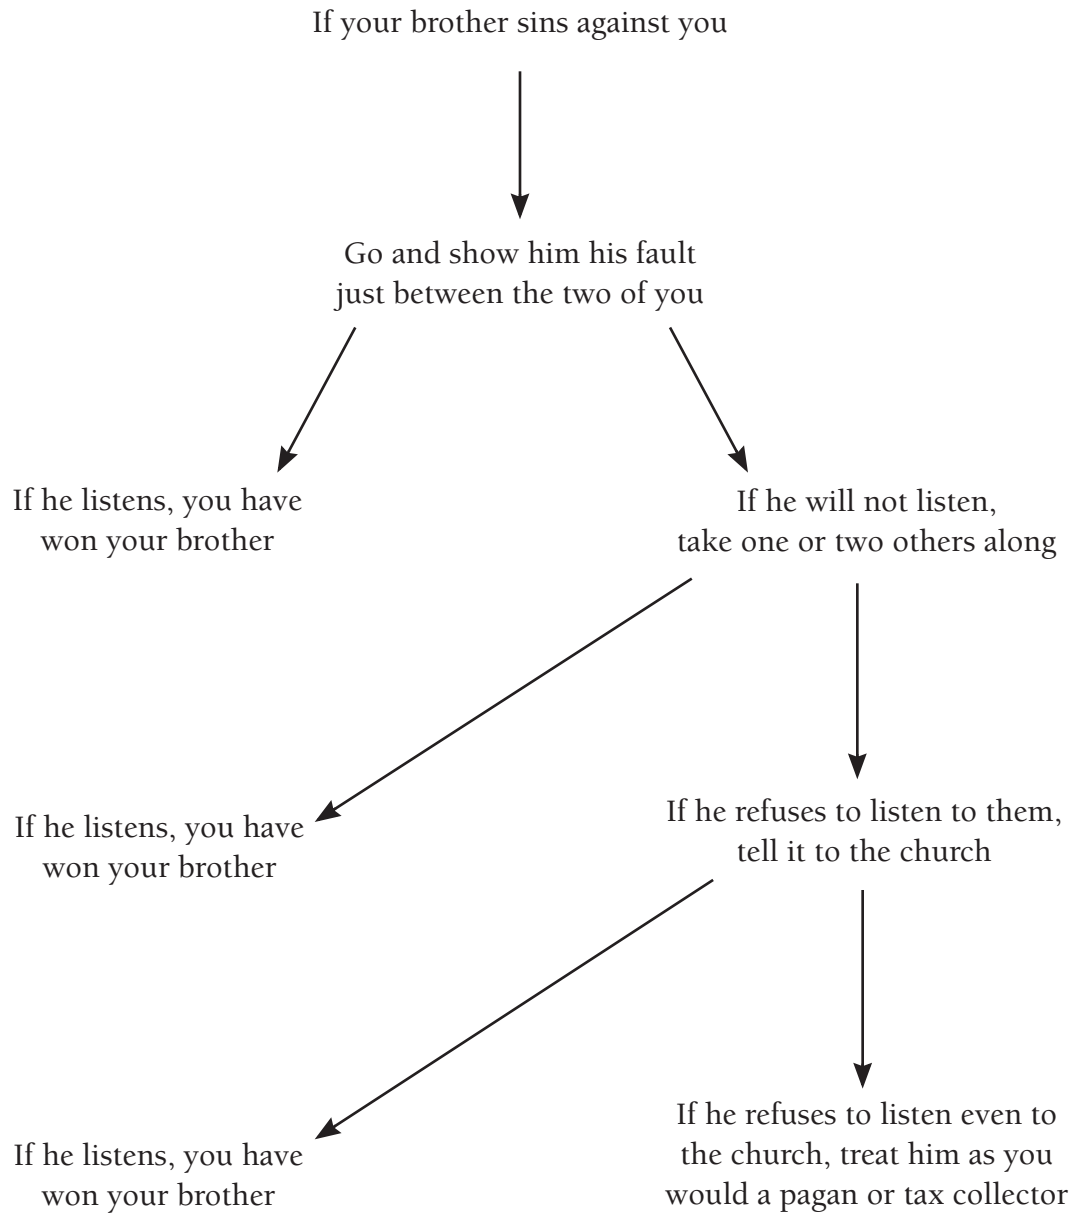 If your brother sins against you
Go and show him his fault
just between the two of you
If he listens, you have
won your brother
If he will not listen,
take one or two others along
If he listens, you have
won your brother
If he refuses to listen to them,
tell it to the church
If he listens, you have
won your brother
If he refuses to listen even to
the church, treat him as you
would a pagan or tax collector